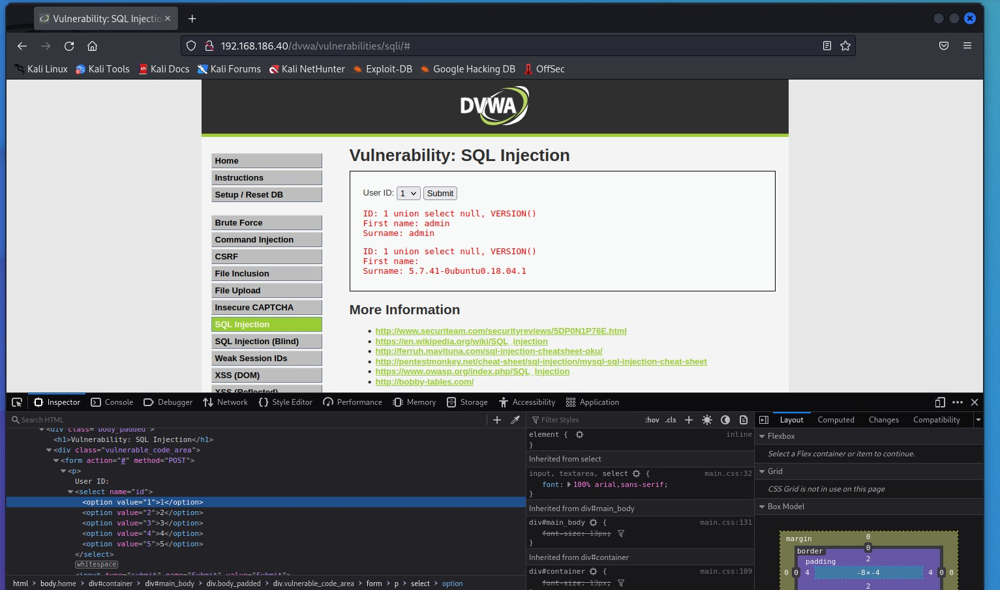 Vulnerability: SQL Injectio
192.168.186.40/dvwa/vulnerabilities/sqli/#
Kali Linux Kali Tools Kali Docs Kali Forums Kali NetHunter Exploit-DB Google Hacking DB OffSec
DVWA
Home
Instructions
Setup / Reset DB
Brute Force
Command Injection
CSRF
File Inclusion
File Upload
Insecure CAPTCHA
SQL Injection
SQL Injection (Blind)
Weak Session IDs
XSS (DOM)
XSS (Reflected)
Vulnerability: SQL Injection
User ID: 1 Submit
ID: 1 union select null, VERSION()
First name: admin
Surname: admin
ID: 1 union select null, VERSION()
First name:
Surname: 5.7.41-0ubuntu0.18.04.1
More Information
http://www.securiteam.com/securityreviews/5DP0N1P76E.html
https://en.wikipedia.org/wiki/SQL_injection
http://ferruh.mavituna.com/sql-injection-cheatsheet-oku/
http://pentestmonkey.net/cheat-sheet/sql-injection/mysql-sql-injection-cheat-sheet
https://www.owasp.org/index.php/SQL_Injection
http://bobby-tables.com/
Inspector Console Debugger Network Style Editor Performance Memory Storage Accessibility Application
Search HTML
<div class="body_padded">
<h1>Vulnerability: SQL Injection</h1>
<div class="vulnerable_code_area">
<form action="#" method="POST">
<p>
User ID:
<select name="id">
<option value="1">1</option>
<option value="2">2</option>
<option value="3">3</option>
<option value="4">4</option>
<option value="5">5</option>
</select>
whitespace
<input type="submit" name="Submit" value="Submit">
html body.home div#container div#main_body div.body_padded div.vulnerable_code_area form p select option
Filter Styles :hov .cls
element { inline
}
Inherited from select
input, textarea, select { main.css:32
font: 100% arial,sans-serif;
}
Inherited from div#main_body
div#main_body { main.css:131
font-size: 13px;
}
Inherited from div#container
div#container { main.css:109
font-size: 13px;
Layout Computed Changes Compatibility
Flexbox
Select a Flex container or item to continue.
Grid
CSS Grid is not in use on this page
Box Model
margin 0
border 0
padding 2
0 0 4 -8×-4 4 0 0
2